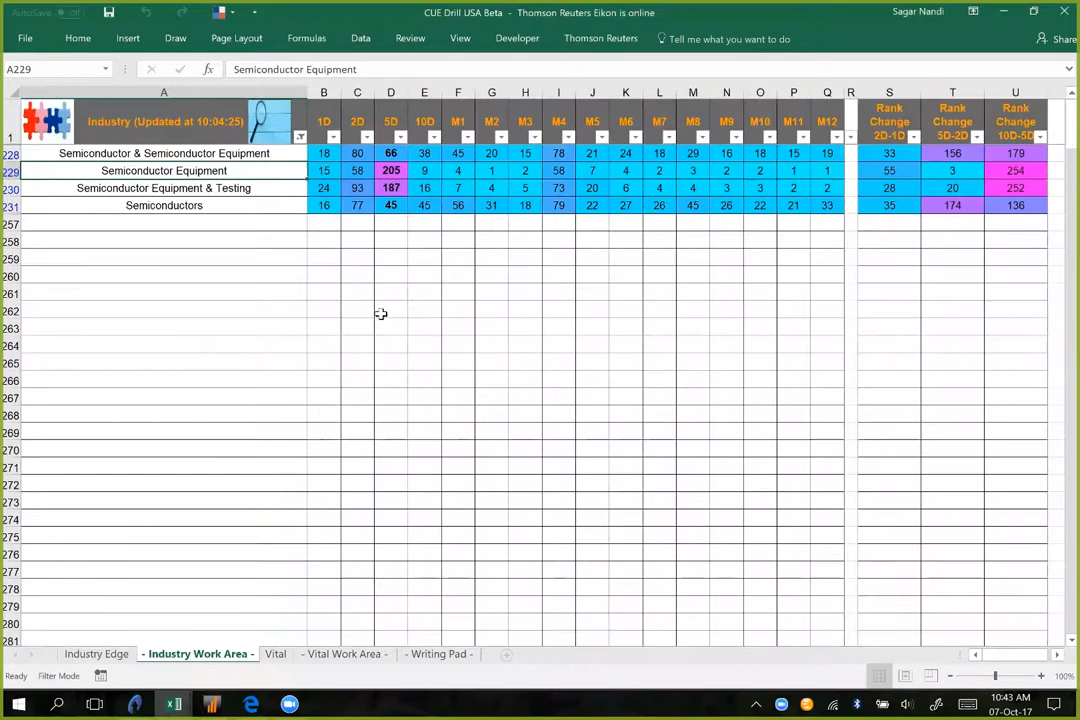 AutoSave Off
CUE Drill USA Beta - Thomson Reuters Eikon is online
Sagar Nandi
File Home Insert Draw Page Layout Formulas Data Review View Developer Thomson Reuters Tell me what you want to do Share
A229 fx Semiconductor Equipment
A B C D E F G H I J K L M N O P Q R S T U
1 Industry (Updated at 10:04:25) 1D 2D 5D 10D M1 M2 M3 M4 M5 M6 M7 M8 M9 M10 M11 M12 Rank Change 2D-1D Rank Change 5D-2D Rank Change 10D-5D
228 Semiconductor & Semiconductor Equipment 18 80 66 38 45 20 15 78 21 24 18 29 16 18 15 19 33 156 179
229 Semiconductor Equipment 15 58 205 9 4 1 2 58 7 4 2 3 2 2 1 1 55 3 254
230 Semiconductor Equipment & Testing 24 93 187 16 7 4 5 73 20 6 4 4 3 3 2 2 28 20 252
231 Semiconductors 16 77 45 45 56 31 18 79 22 27 26 45 26 22 21 33 35 174 136
257
258
259
260
261
262
263
264
265
266
267
268
269
270
271
272
273
274
275
276
277
278
279
280
281
Industry Edge - Industry Work Area - Vital - Vital Work Area - - Writing Pad -
Ready Filter Mode 100%
10:43 AM
07-Oct-17